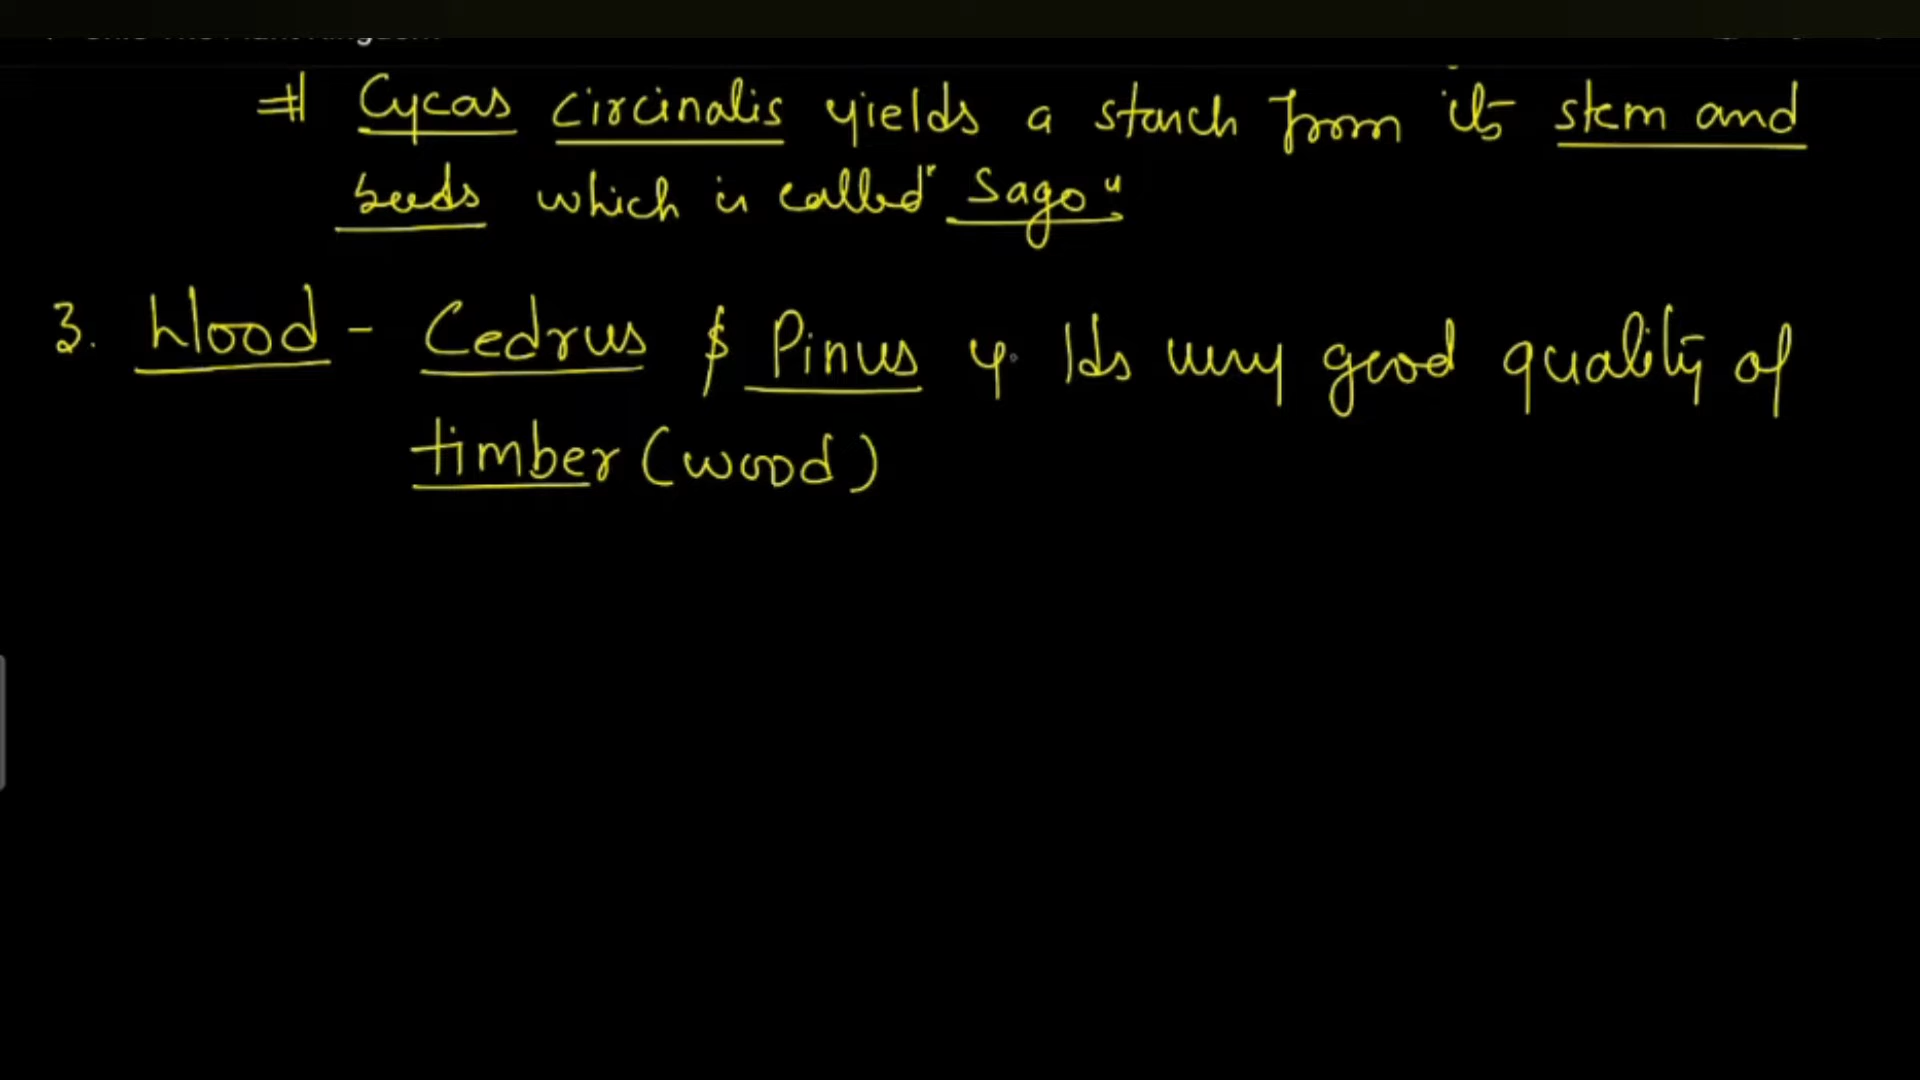 # Cycas circinalis yields a starch from its stem and
seeds which is called "Sago"
3. Wood - Cedrus & Pinus y lds very good quality of
timber (wood)